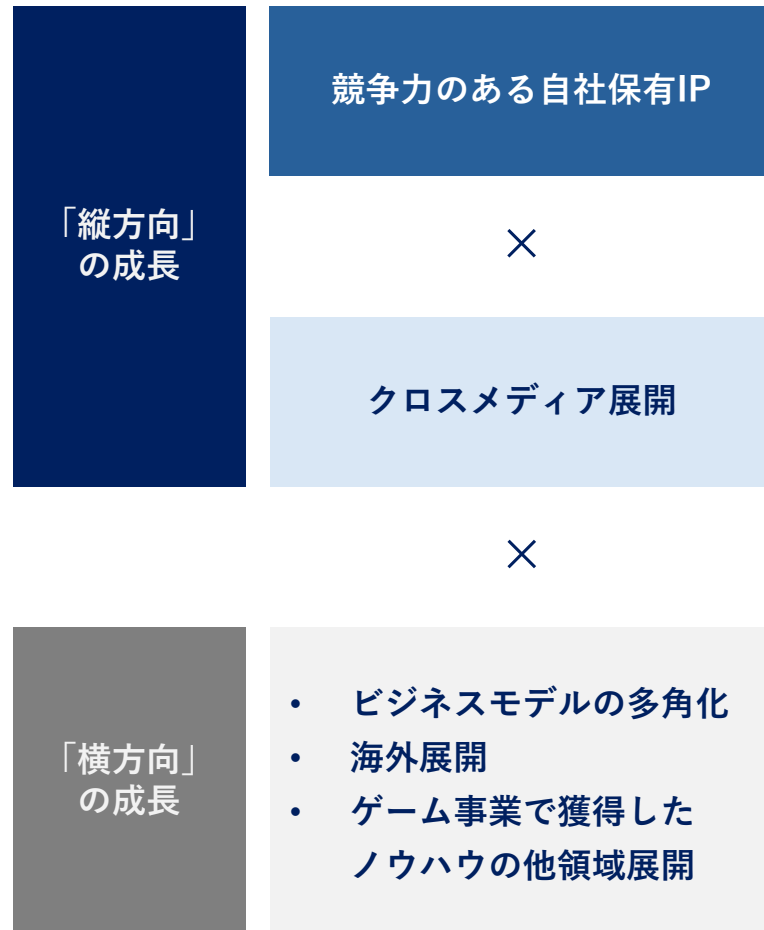 「縦方向」
の成長
競争力のある自社保有IP
×
クロスメディア展開
×
「横方向」
の成長
• ビジネスモデルの多角化
• 海外展開
• ゲーム事業で獲得した
ノウハウの他領域展開